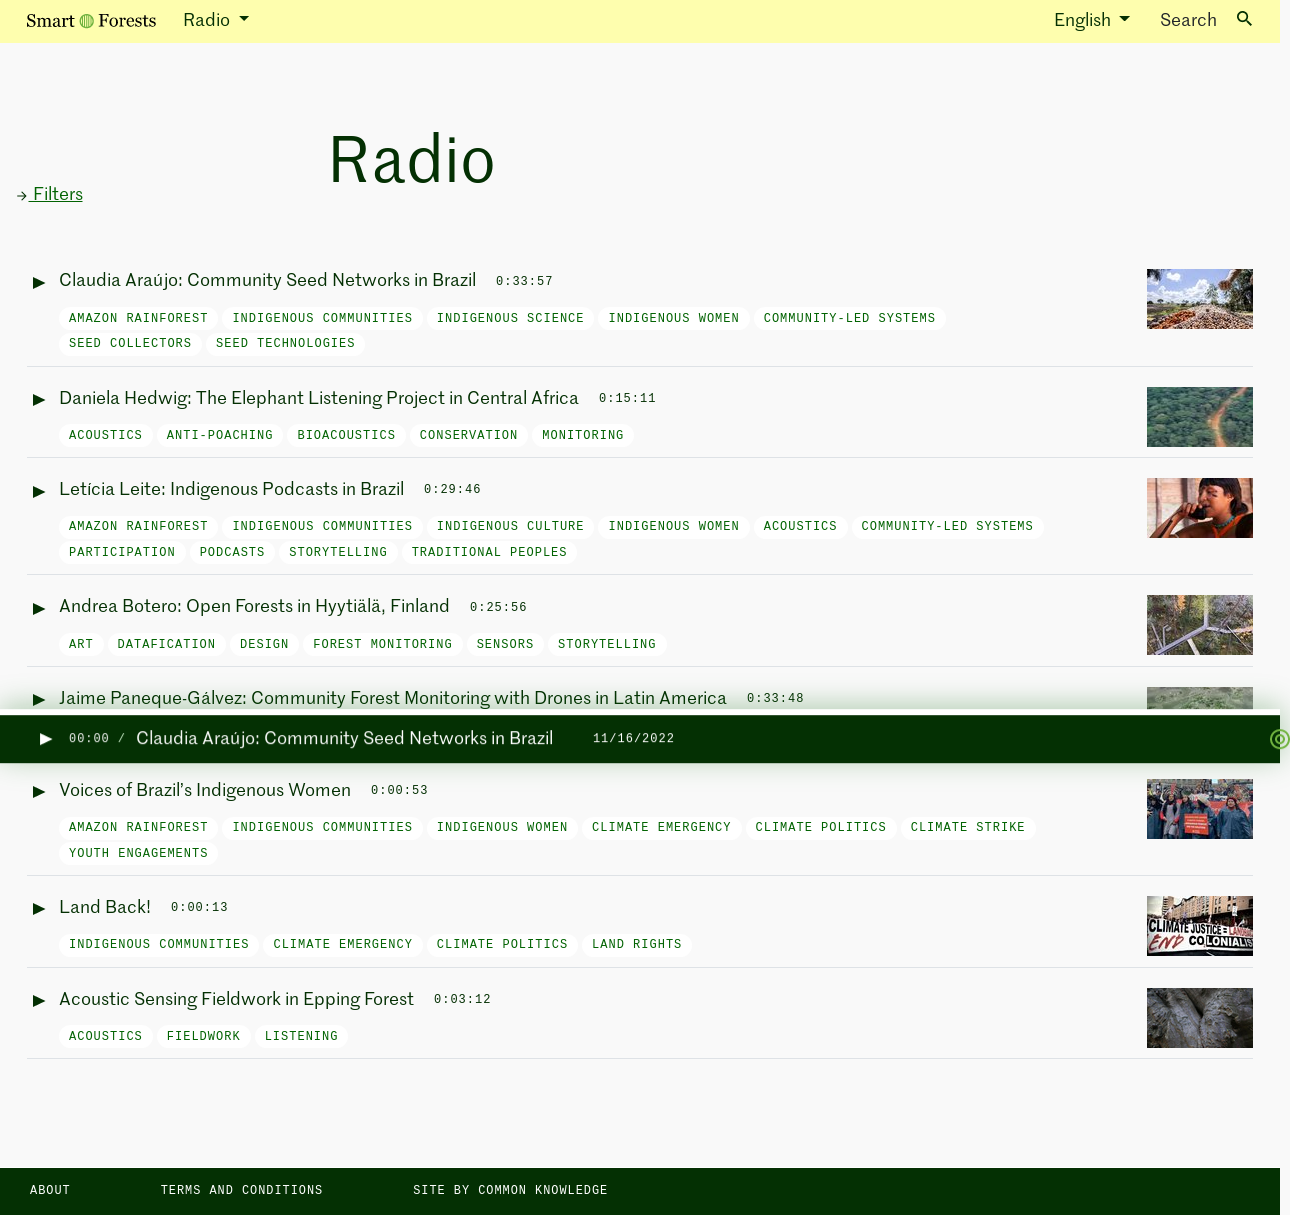 Smart Forests Radio English Search
Radio
Filters
Claudia Araújo: Community Seed Networks in Brazil 0:33:57
AMAZON RAINFOREST INDIGENOUS COMMUNITIES INDIGENOUS SCIENCE INDIGENOUS WOMEN COMMUNITY-LED SYSTEMS
SEED COLLECTORS SEED TECHNOLOGIES
Daniela Hedwig: The Elephant Listening Project in Central Africa 0:15:11
ACOUSTICS ANTI-POACHING BIOACOUSTICS CONSERVATION MONITORING
Letícia Leite: Indigenous Podcasts in Brazil 0:29:46
AMAZON RAINFOREST INDIGENOUS COMMUNITIES INDIGENOUS CULTURE INDIGENOUS WOMEN ACOUSTICS COMMUNITY-LED SYSTEMS
PARTICIPATION PODCASTS STORYTELLING TRADITIONAL PEOPLES
Andrea Botero: Open Forests in Hyytiälä, Finland 0:25:56
ART DATAFICATION DESIGN FOREST MONITORING SENSORS STORYTELLING
Jaime Paneque-Gálvez: Community Forest Monitoring with Drones in Latin America 0:33:48
00:00 / Claudia Araújo: Community Seed Networks in Brazil 11/16/2022
Voices of Brazil's Indigenous Women 0:00:53
AMAZON RAINFOREST INDIGENOUS COMMUNITIES INDIGENOUS WOMEN CLIMATE EMERGENCY CLIMATE POLITICS CLIMATE STRIKE
YOUTH ENGAGEMENTS
Land Back! 0:00:13
INDIGENOUS COMMUNITIES CLIMATE EMERGENCY CLIMATE POLITICS LAND RIGHTS
CLIMATE JUSTICE =
END COLONIALIS
Acoustic Sensing Fieldwork in Epping Forest 0:03:12
ACOUSTICS FIELDWORK LISTENING
ABOUT TERMS AND CONDITIONS SITE BY COMMON KNOWLEDGE